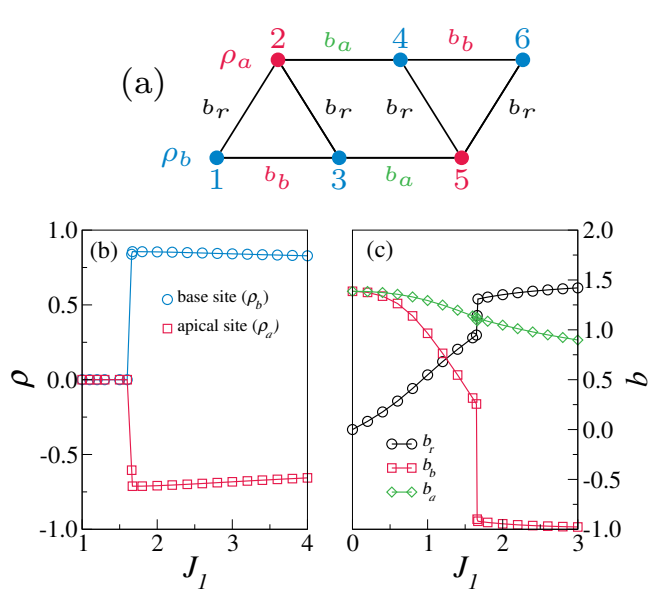 (a)
2 4 6
ρa ba bb
br br br br
ρb
1 3 5
bb ba
(b)
base site (ρb)
apical site (ρa)
1.0
0.5
0.0
-0.5
-1.0
1 2 3 4
ρ
J1
(c)
br
bb
ba
2.0
1.5
1.0
0.5
0.0
-0.5
-1.0
0 1 2 3
b
J1